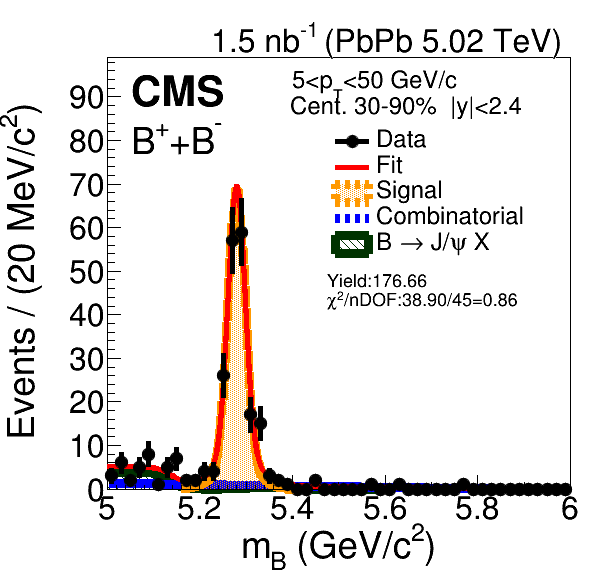 1.5 nb-1 (PbPb 5.02 TeV)
CMS
B++B-
5<pT<50 GeV/c
Cent. 30-90% |y|<2.4
Data
Fit
Signal
Combinatorial
B → J/ψ X
Yield:176.66
χ2/nDOF:38.90/45=0.86
Events / (20 MeV/c2)
90
80
70
60
50
40
30
20
10
0
5 5.2 5.4 5.6 5.8 6
mB (GeV/c2)